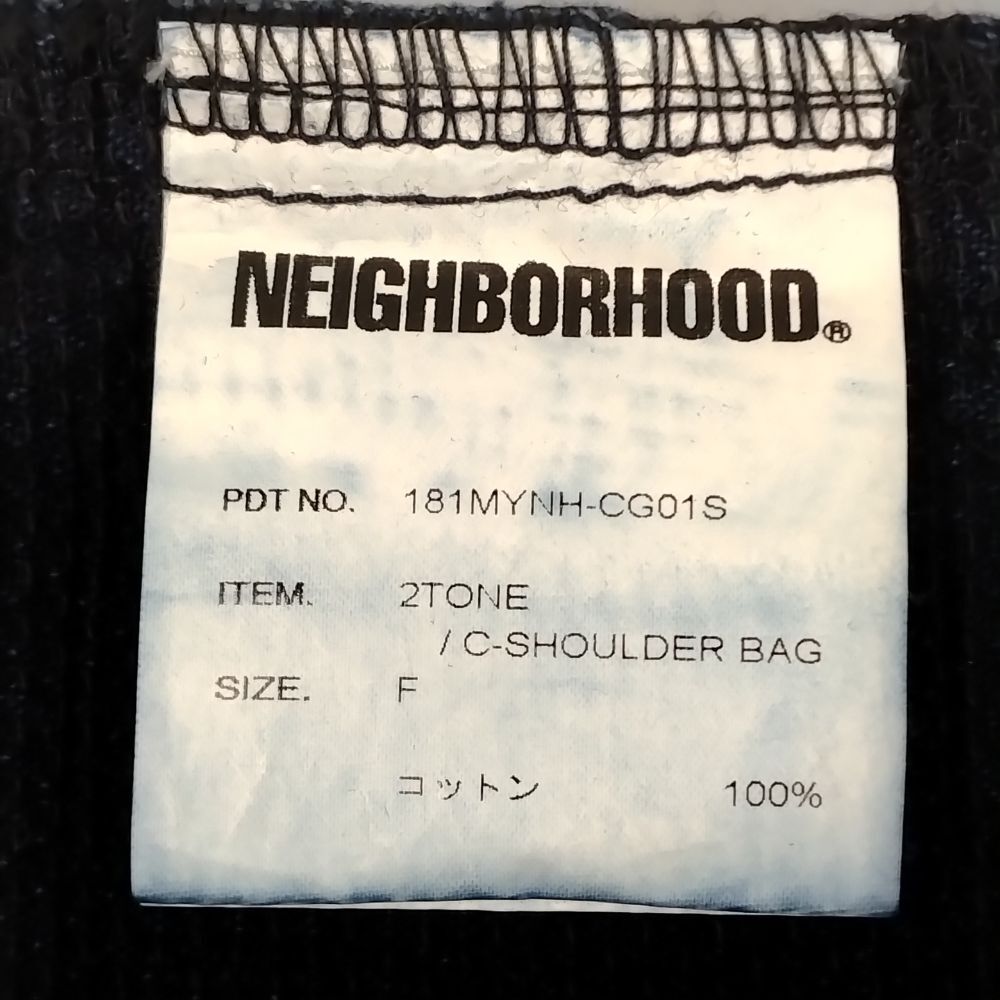 NEIGHBORHOOD®
PDT NO. 181MYNH-CG01S
ITEM. 2TONE
/ C-SHOULDER BAG
SIZE. F
コットン 100%